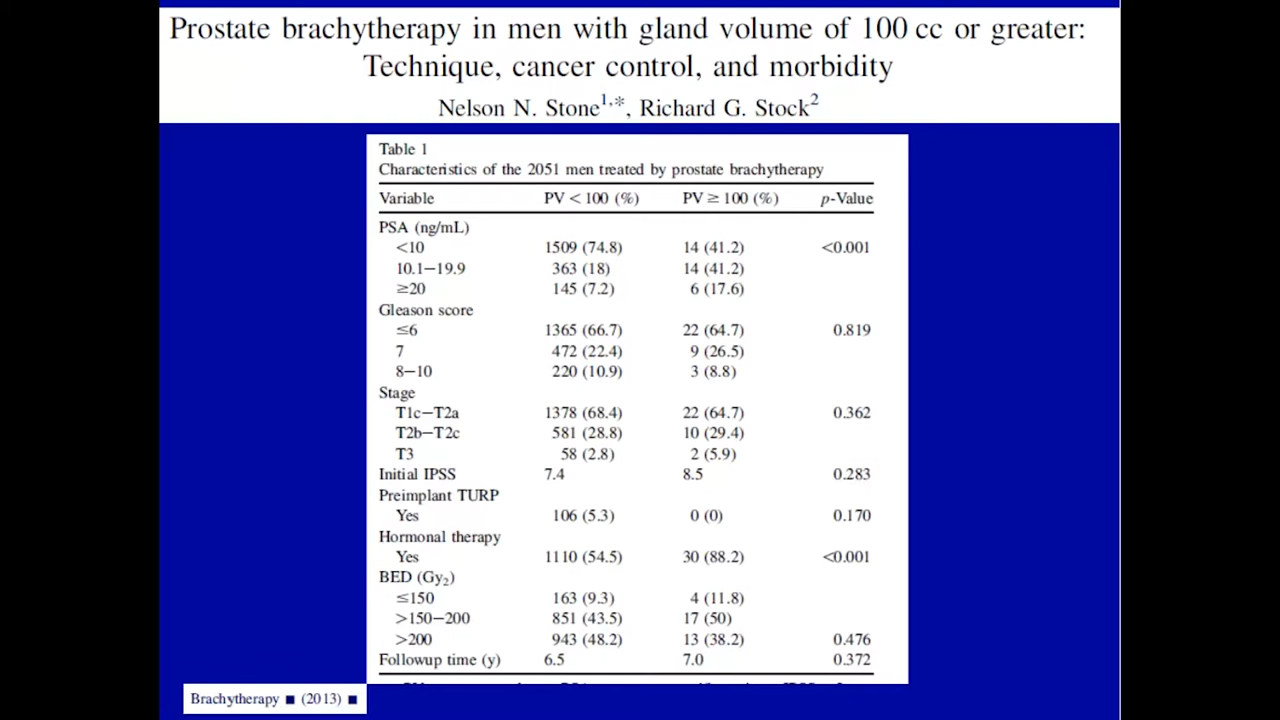 Prostate brachytherapy in men with gland volume of 100 cc or greater:
Technique, cancer control, and morbidity
Nelson N. Stone1,*, Richard G. Stock2
Table 1
Characteristics of the 2051 men treated by prostate brachytherapy
Variable PV < 100 (%) PV ≥ 100 (%) p-Value
PSA (ng/mL)
<10 1509 (74.8) 14 (41.2) <0.001
10.1–19.9 363 (18) 14 (41.2)
≥20 145 (7.2) 6 (17.6)
Gleason score
≤6 1365 (66.7) 22 (64.7) 0.819
7 472 (22.4) 9 (26.5)
8–10 220 (10.9) 3 (8.8)
Stage
T1c–T2a 1378 (68.4) 22 (64.7) 0.362
T2b–T2c 581 (28.8) 10 (29.4)
T3 58 (2.8) 2 (5.9)
Initial IPSS 7.4 8.5 0.283
Preimplant TURP
Yes 106 (5.3) 0 (0) 0.170
Hormonal therapy
Yes 1110 (54.5) 30 (88.2) <0.001
BED (Gy2)
≤150 163 (9.3) 4 (11.8)
>150–200 851 (43.5) 17 (50)
>200 943 (48.2) 13 (38.2) 0.476
Followup time (y) 6.5 7.0 0.372
Brachytherapy ■ (2013) ■